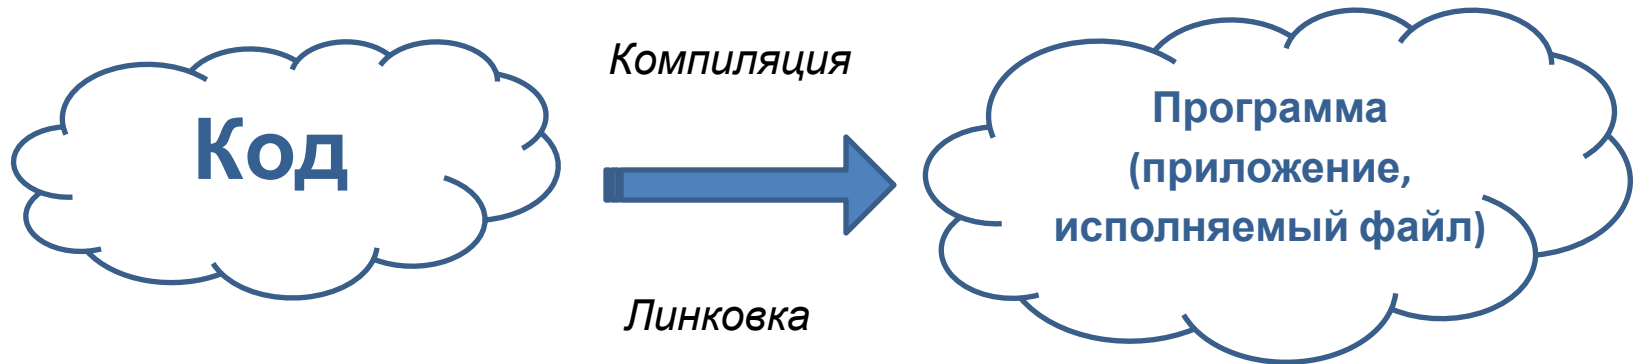 Код
Компиляция
Линковка
Программа
(приложение,
исполняемый файл)